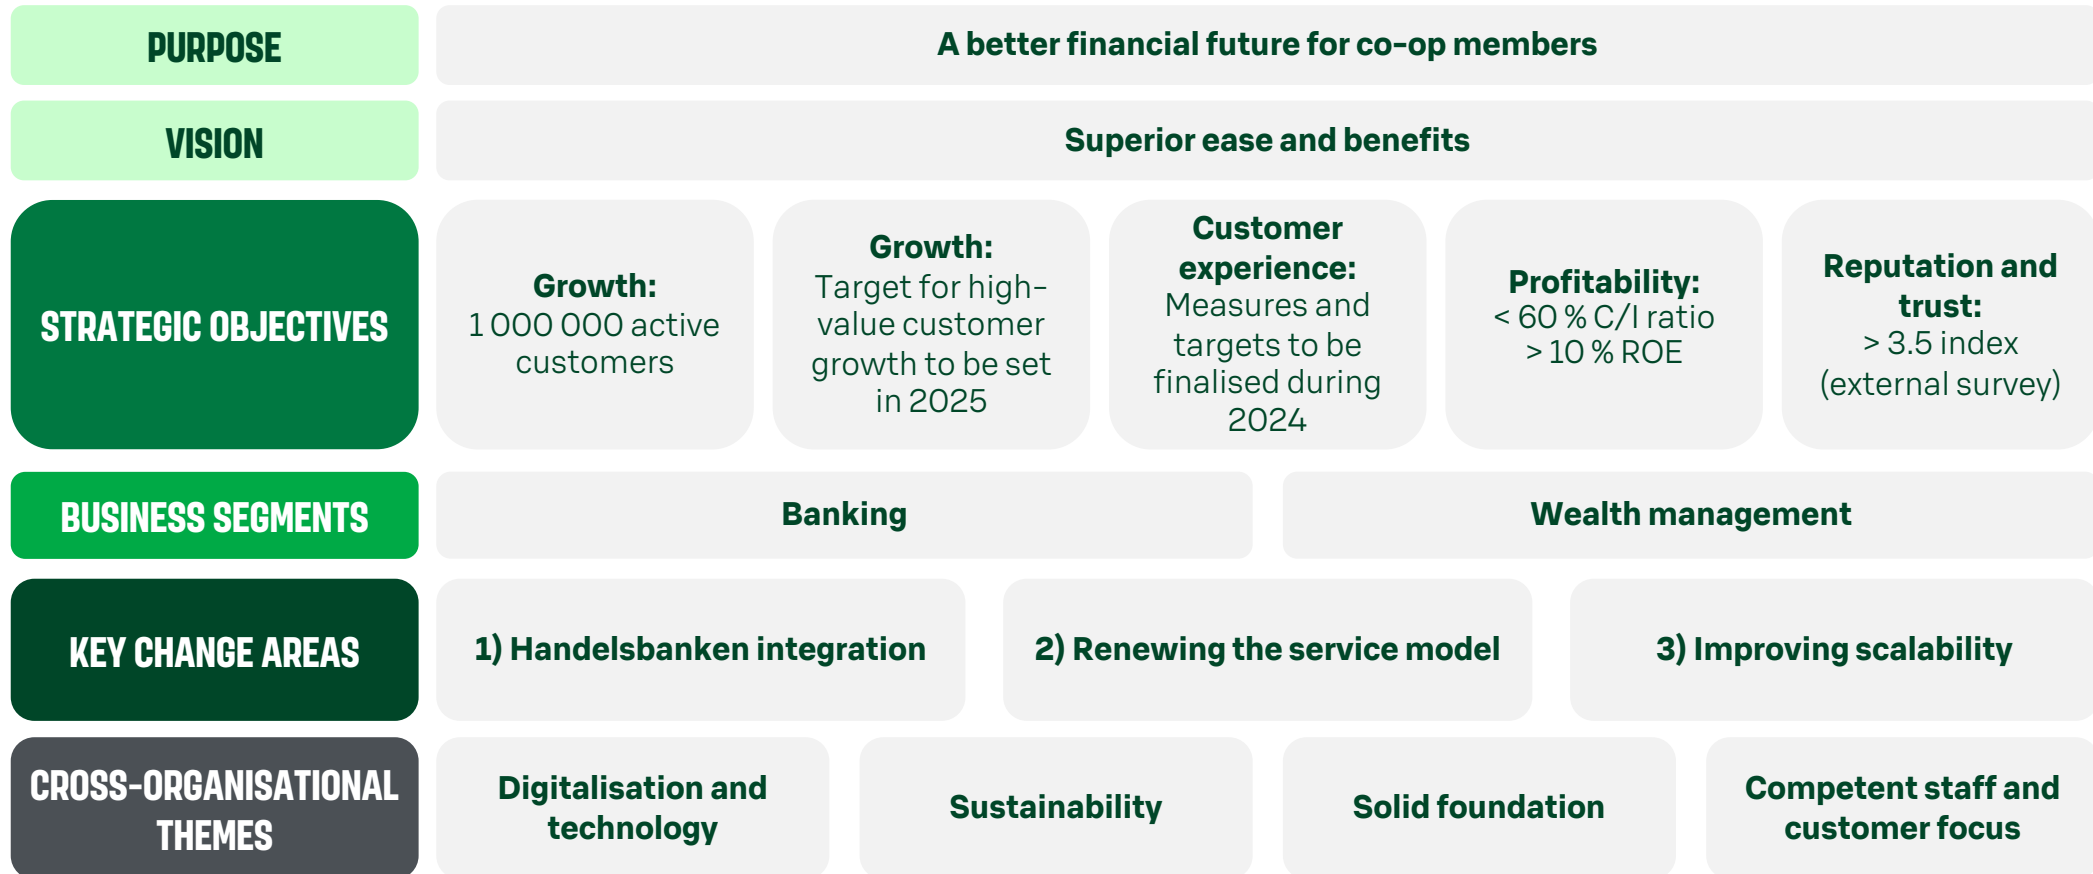 PURPOSE
A better financial future for co-op members
VISION
Superior ease and benefits
STRATEGIC OBJECTIVES
Growth:
1 000 000 active
customers
Growth:
Target for high-
value customer
growth to be set
in 2025
Customer
experience:
Measures and
targets to be
finalised during
2024
Profitability:
< 60 % C/I ratio
> 10 % ROE
Reputation and
trust:
> 3.5 index
(external survey)
BUSINESS SEGMENTS
Banking
Wealth management
KEY CHANGE AREAS
1) Handelsbanken integration
2) Renewing the service model
3) Improving scalability
CROSS-ORGANISATIONAL
THEMES
Digitalisation and
technology
Sustainability
Solid foundation
Competent staff and
customer focus